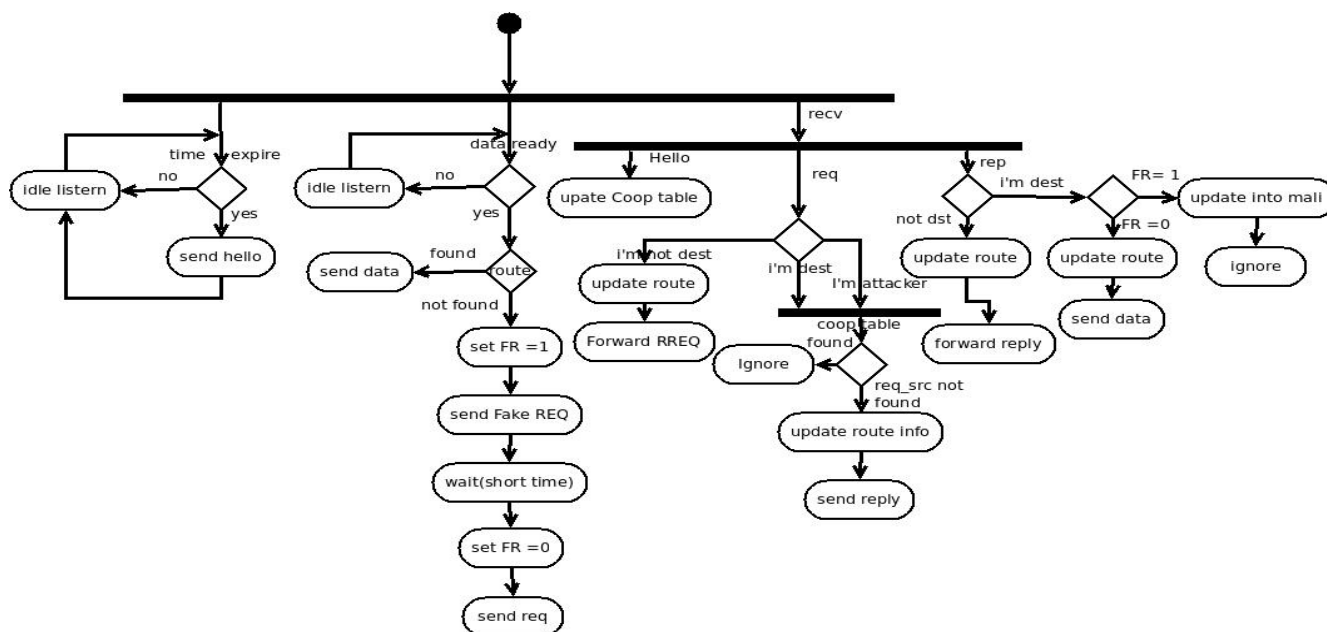 recv
time expire
data ready
Hello
req
rep
idle listern
no
yes
send hello
idle listern
no
yes
found
send data
route
not found
set FR =1
send Fake REQ
wait(short time)
set FR =0
send req
upate Coop table
i'm not dest
i'm dest
I'm attacker
update route
Forward RREQ
coop table
found
Ignore
req_src not
found
update route info
send reply
i'm dest
not dst
update route
forward reply
FR= 1
FR =0
update route
send data
update into mali
ignore